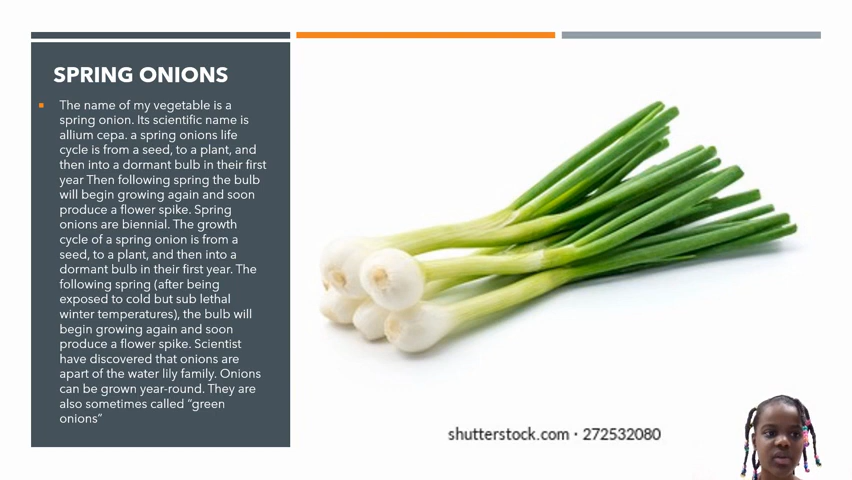 SPRING ONIONS
The name of my vegetable is a
spring onion. Its scientific name is
allium cepa. a spring onions life
cycle is from a seed, to a plant, and
then into a dormant bulb in their first
year Then following spring the bulb
will begin growing again and soon
produce a flower spike. Spring
onions are biennial. The growth
cycle of a spring onion is from a
seed, to a plant, and then into a
dormant bulb in their first year. The
following spring (after being
exposed to cold but sub lethal
winter temperatures), the bulb will
begin growing again and soon
produce a flower spike. Scientist
have discovered that onions are
apart of the water lily family. Onions
can be grown year-round. They are
also sometimes called “green
onions”
shutterstock.com · 272532080